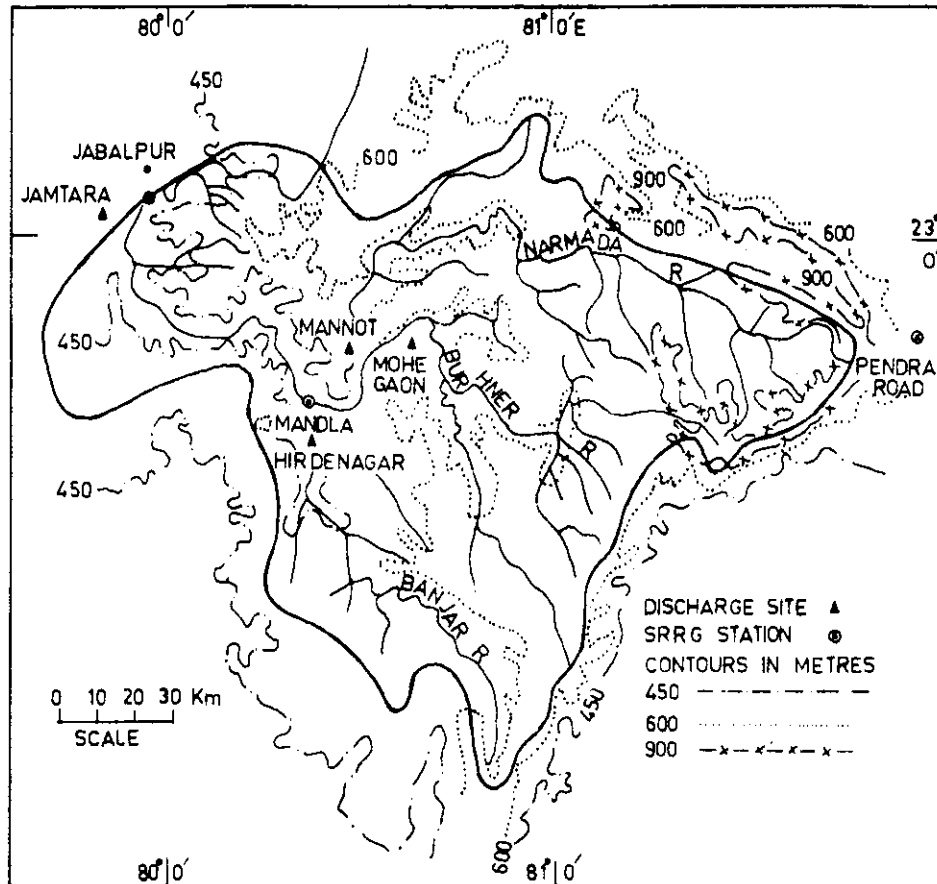 80° 0′
81° 0′ E
450
JABALPUR
JAMTARA
600
900
600
600
23°
0′
NARMADA
R
900
450
MANNOT
MOHE
GAON
BURHNER
R
PENDRA
ROAD
MANDLA
HIRDENAGAR
450
BANJAR R
DISCHARGE SITE
SRRG STATION
CONTOURS IN METRES
450
600
900
0 10 20 30 Km
SCALE
450
600
80° 0′
81° 0′